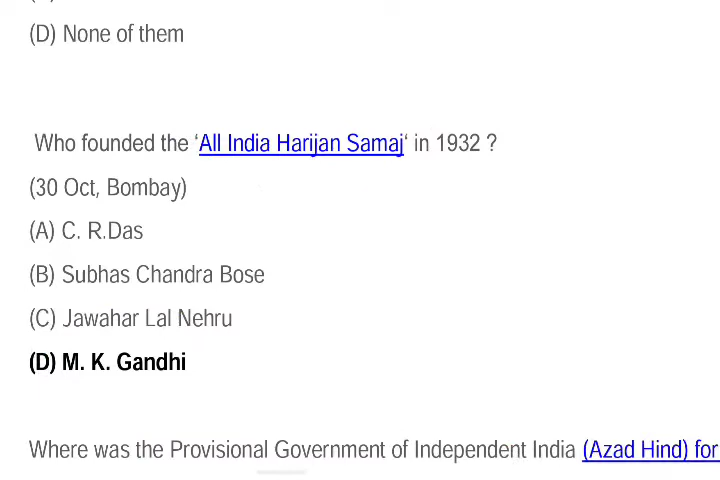 (D) None of them
Who founded the ‘All India Harijan Samaj‘ in 1932 ?
(30 Oct, Bombay)
(A) C. R.Das
(B) Subhas Chandra Bose
(C) Jawahar Lal Nehru
(D) M. K. Gandhi
Where was the Provisional Government of Independent India (Azad Hind) for